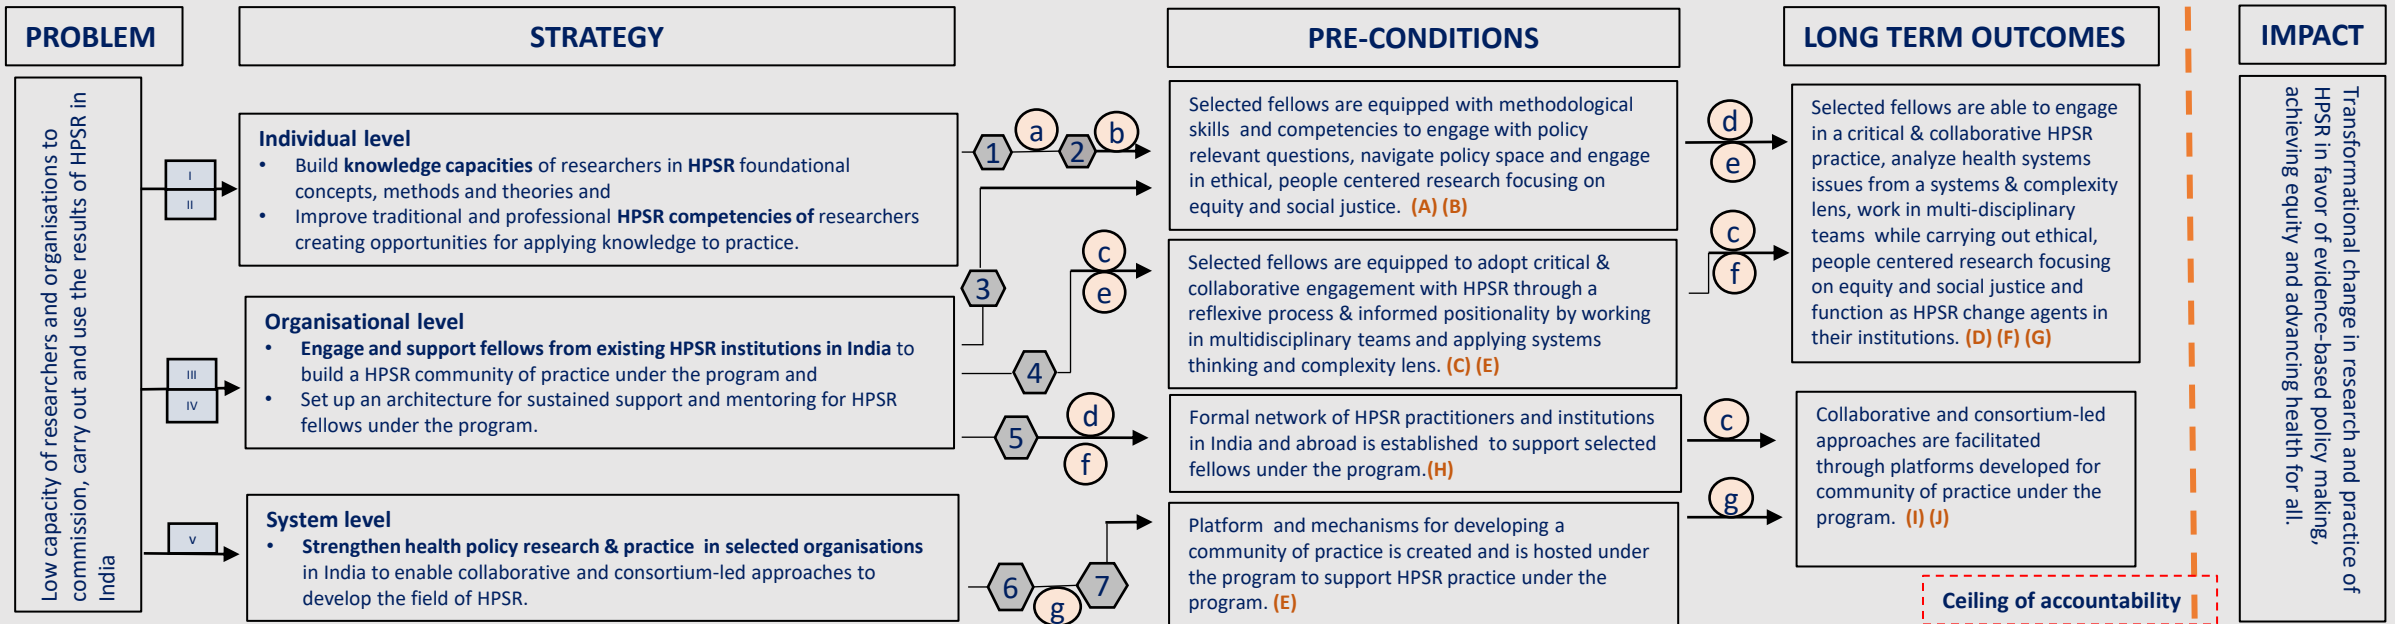 PROBLEM
STRATEGY
PRE-CONDITIONS
LONG TERM OUTCOMES
IMPACT
Low capacity of researchers and organisations to
commission, carry out and use the results of HPSR in
India
I
II
III
IV
V
Individual level
• Build knowledge capacities of researchers in HPSR foundational
concepts, methods and theories and
• Improve traditional and professional HPSR competencies of researchers
creating opportunities for applying knowledge to practice.
Organisational level
• Engage and support fellows from existing HPSR institutions in India to
build a HPSR community of practice under the program and
• Set up an architecture for sustained support and mentoring for HPSR
fellows under the program.
System level
• Strengthen health policy research & practice in selected organisations
in India to enable collaborative and consortium-led approaches to
develop the field of HPSR.
1
a
2
b
3
c
e
4
5
d
f
6
g
7
Selected fellows are equipped with methodological
skills and competencies to engage with policy
relevant questions, navigate policy space and engage
in ethical, people centered research focusing on
equity and social justice. (A) (B)
Selected fellows are equipped to adopt critical &
collaborative engagement with HPSR through a
reflexive process & informed positionality by working
in multidisciplinary teams and applying systems
thinking and complexity lens. (C) (E)
Formal network of HPSR practitioners and institutions
in India and abroad is established to support selected
fellows under the program.(H)
Platform and mechanisms for developing a
community of practice is created and is hosted under
the program to support HPSR practice under the
program. (E)
d
e
c
f
c
g
Selected fellows are able to engage
in a critical & collaborative HPSR
practice, analyze health systems
issues from a systems & complexity
lens, work in multi-disciplinary
teams while carrying out ethical,
people centered research focusing
on equity and social justice and
function as HPSR change agents in
their institutions. (D) (F) (G)
Collaborative and consortium-led
approaches are facilitated
through platforms developed for
community of practice under the
program. (I) (J)
Ceiling of accountability
Transformational change in research and practice of
HPSR in favor of evidence-based policy making,
achieving equity and advancing health for all.